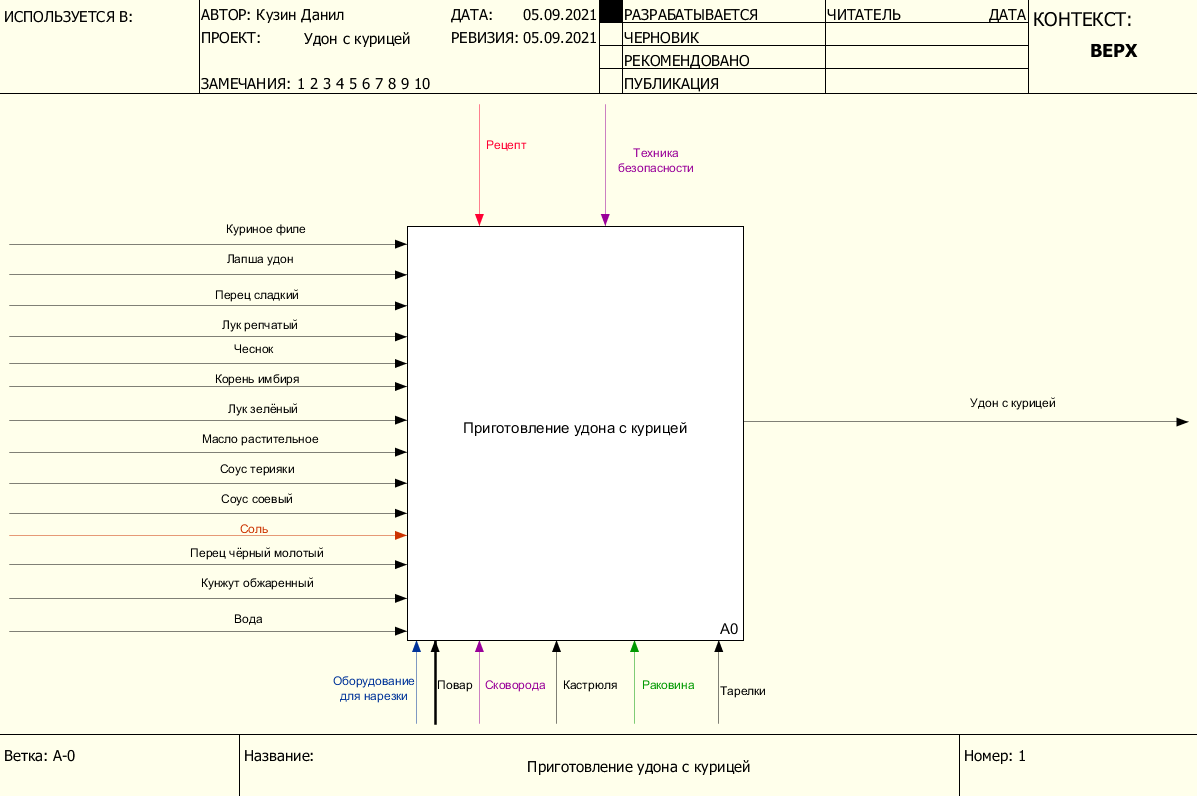 ИСПОЛЬЗУЕТСЯ В:
АВТОР: Кузин Данил
ДАТА: 05.09.2021
ПРОЕКТ: Удон с курицей
РЕВИЗИЯ: 05.09.2021
ЗАМЕЧАНИЯ: 1 2 3 4 5 6 7 8 9 10
РАЗРАБАТЫВАЕТСЯ
ЧЕРНОВИК
РЕКОМЕНДОВАНО
ПУБЛИКАЦИЯ
ЧИТАТЕЛЬ
ДАТА
КОНТЕКСТ:
ВЕРХ
Рецепт
Техника
безопасности
Куриное филе
Лапша удон
Перец сладкий
Лук репчатый
Чеснок
Корень имбиря
Лук зелёный
Масло растительное
Соус терияки
Соус соевый
Соль
Перец чёрный молотый
Кунжут обжаренный
Вода
Приготовление удона с курицей
A0
Удон с курицей
Оборудование
для нарезки
Повар
Сковорода
Кастрюля
Раковина
Тарелки
Ветка: A-0
Название:
Приготовление удона с курицей
Номер: 1